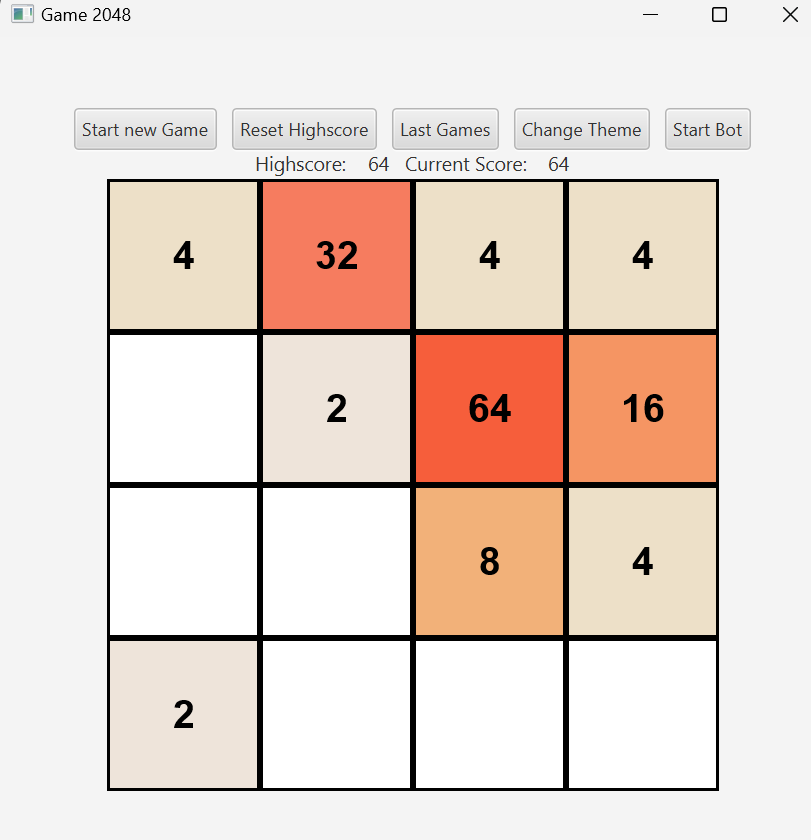 Game 2048
Start new Game Reset Highscore Last Games Change Theme Start Bot
Highscore: 64 Current Score: 64
4 32 4 4
2 64 16
8 4
2